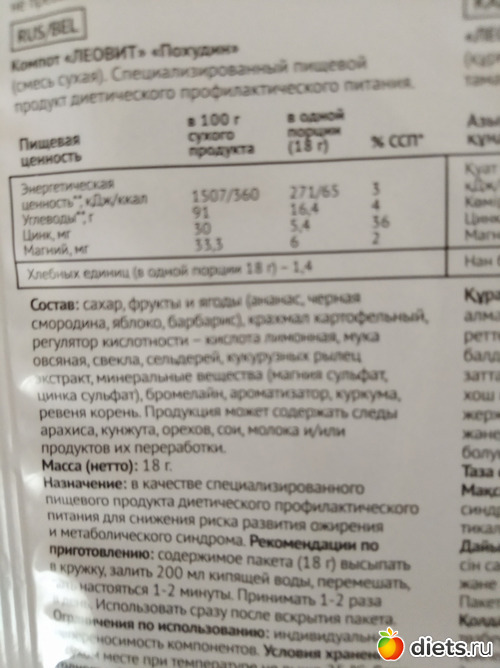 RUS/BEL
Компот «ЛЕОВИТ» «Похудин»
(смесь сухая). Специализированный пищевой
продукт диетического профилактического питания.
Пищевая ценность в 100 г сухого продукта в одной порции (18 г) % ССП*
Энергетическая
ценность**, кДж/ккал 1507/360 271/65 3
Углеводы**, г 91 16,4 4
Цинк, мг 30 5,4 36
Магний, мг 33,3 6 2
Хлебных единиц (в одной порции 18 г) – 1,4
Состав: сахар, фрукты и ягоды (ананас, черная
смородина, яблоко, барбарис), крахмал картофельный,
регулятор кислотности – кислота лимонная, мука
овсяная, свекла, сельдерей, кукурузных рылец
экстракт, минеральные вещества (магния сульфат,
цинка сульфат), бромелайн, ароматизатор, куркума,
ревеня корень. Продукция может содержать следы
арахиса, кунжута, орехов, сои, молока и/или
продуктов их переработки.
Масса (нетто): 18 г.
Назначение: в качестве специализированного
пищевого продукта диетического профилактического
питания для снижения риска развития ожирения
и метаболического синдрома. Рекомендации по
приготовлению: содержимое пакета (18 г) высыпать
в кружку, залить 200 мл кипящей воды, перемешать,
настояться 1-2 минуты. Принимать 1-2 раза
Использовать сразу после вскрытия пакета.
по использованию: индивидуальная
компонентов. Условия
месте при температуре не
diets.ru